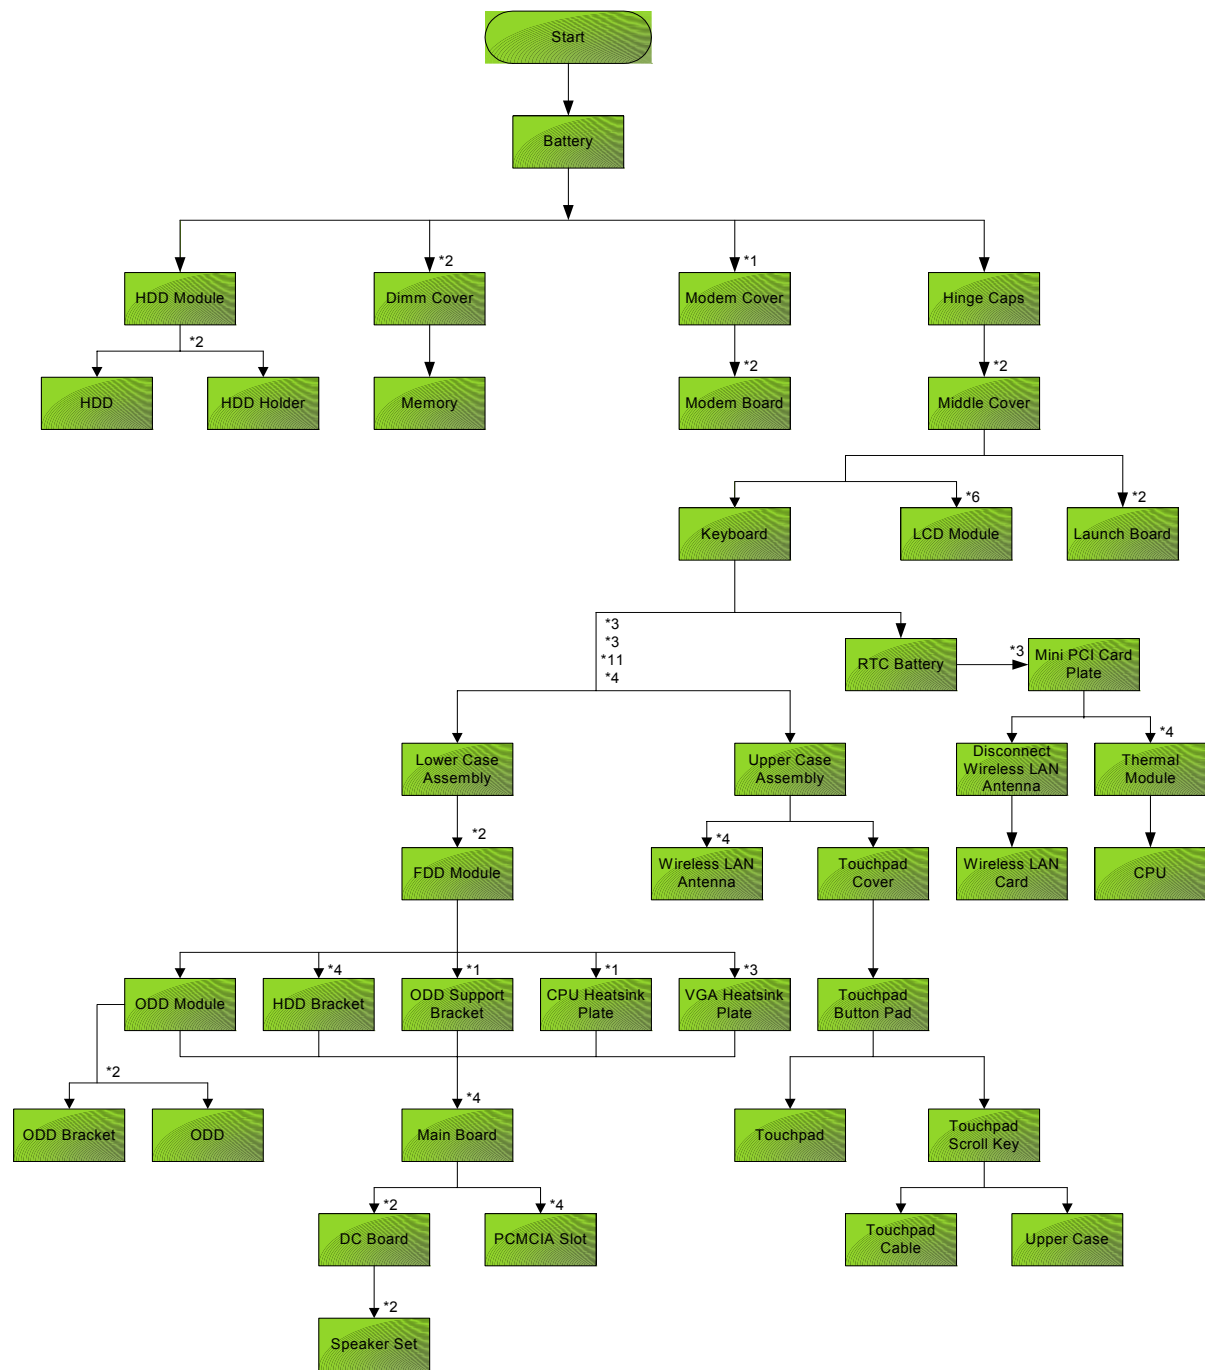 Start
Battery
*2
*1
HDD Module
Dimm Cover
Modem Cover
Hinge Caps
*2
*2
*2
HDD
HDD Holder
Memory
Modem Board
Middle Cover
*6
*2
Keyboard
LCD Module
Launch Board
*3
*3
*11
*4
RTC Battery
*3
Mini PCI Card
Plate
Lower Case
Assembly
Upper Case
Assembly
Disconnect
Wireless LAN
Antenna
*4
Thermal
Module
*2
*4
FDD Module
Wireless LAN
Antenna
Touchpad
Cover
Wireless LAN
Card
CPU
*4
*1
*1
*3
ODD Module
HDD Bracket
ODD Support
Bracket
CPU Heatsink
Plate
VGA Heatsink
Plate
Touchpad
Button Pad
*2
*4
ODD Bracket
ODD
Main Board
Touchpad
Touchpad
Scroll Key
*2
*4
DC Board
PCMCIA Slot
Touchpad
Cable
Upper Case
*2
Speaker Set